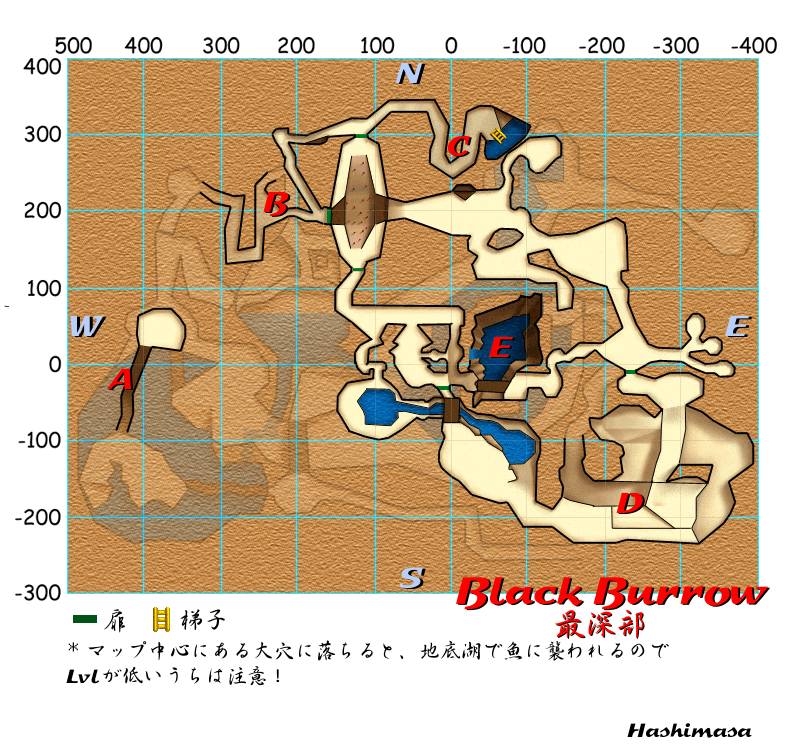 500 400 300 200 100 0 -100 -200 -300 -400
400
N
300
C
B
200
100
W
E
E
0
A
-100
D
-200
S
-300
Black Burrow
最深部
扉 梯子
* マップ中心にある大穴に落ちると、地底湖で魚に襲われるので
Lvlが低いうちは注意！
Hashimasa